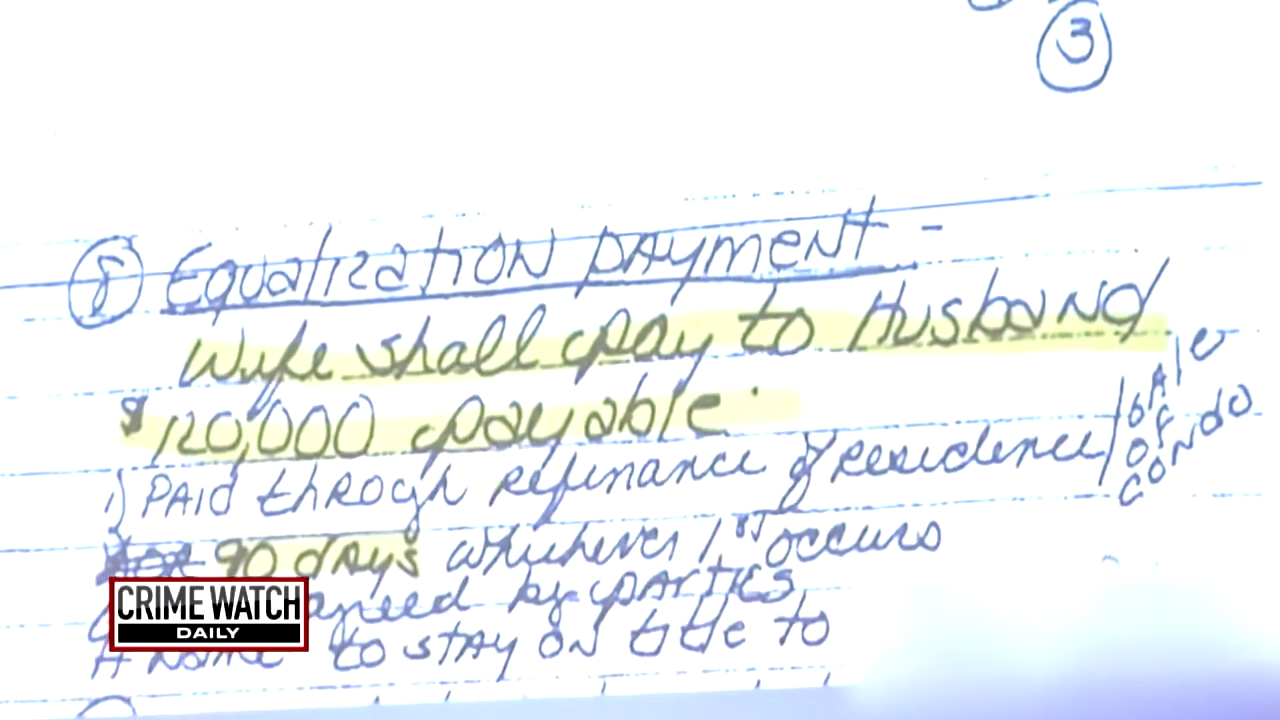 3
8 Equalization payment -
Wife shall pay to Husband
$120,000 payable
i) PAID through refinance of residence / SAle OF CONDO
90 days whichever 1st occurs
agreed by parties
H name to stay on title to
CRIME WATCH
DAILY